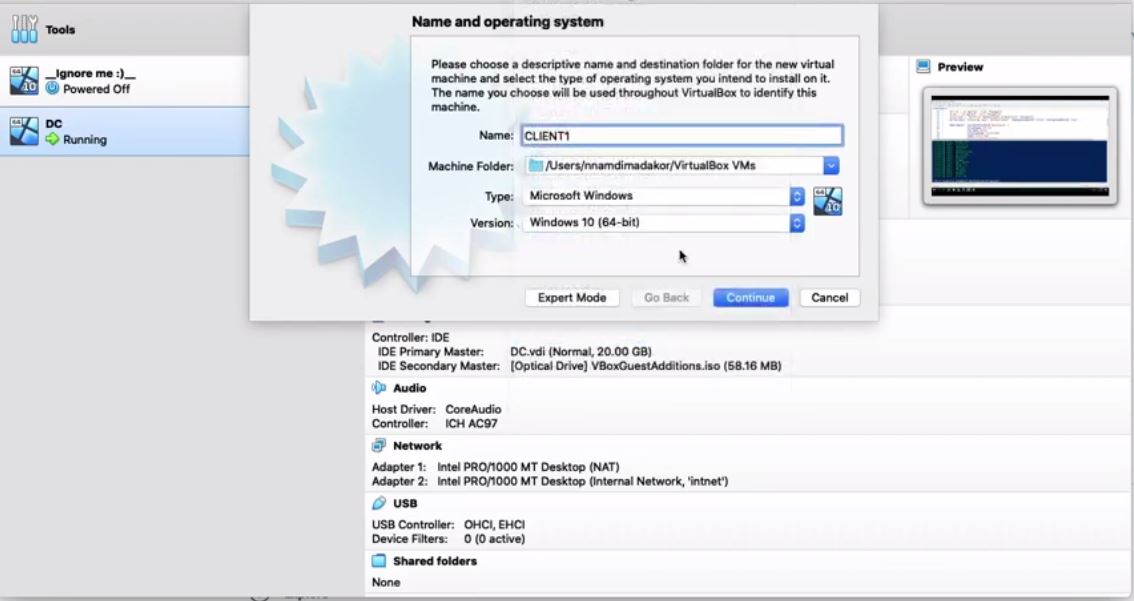 Tools
__Ignore me :)__
Powered Off
DC
Running
Name and operating system
Please choose a descriptive name and destination folder for the new virtual
machine and select the type of operating system you intend to install on it.
The name you choose will be used throughout VirtualBox to identify this
machine.
Name: CLIENT1
Machine Folder: /Users/nnamdimadakor/VirtualBox VMs
Type: Microsoft Windows
Version: Windows 10 (64-bit)
Expert Mode Go Back Continue Cancel
Preview
Controller: IDE
IDE Primary Master: DC.vdi (Normal, 20.00 GB)
IDE Secondary Master: [Optical Drive] VBoxGuestAdditions.iso (58.16 MB)
Audio
Host Driver: CoreAudio
Controller: ICH AC97
Network
Adapter 1: Intel PRO/1000 MT Desktop (NAT)
Adapter 2: Intel PRO/1000 MT Desktop (Internal Network, 'intnet')
USB
USB Controller: OHCI, EHCI
Device Filters: 0 (0 active)
Shared folders
None